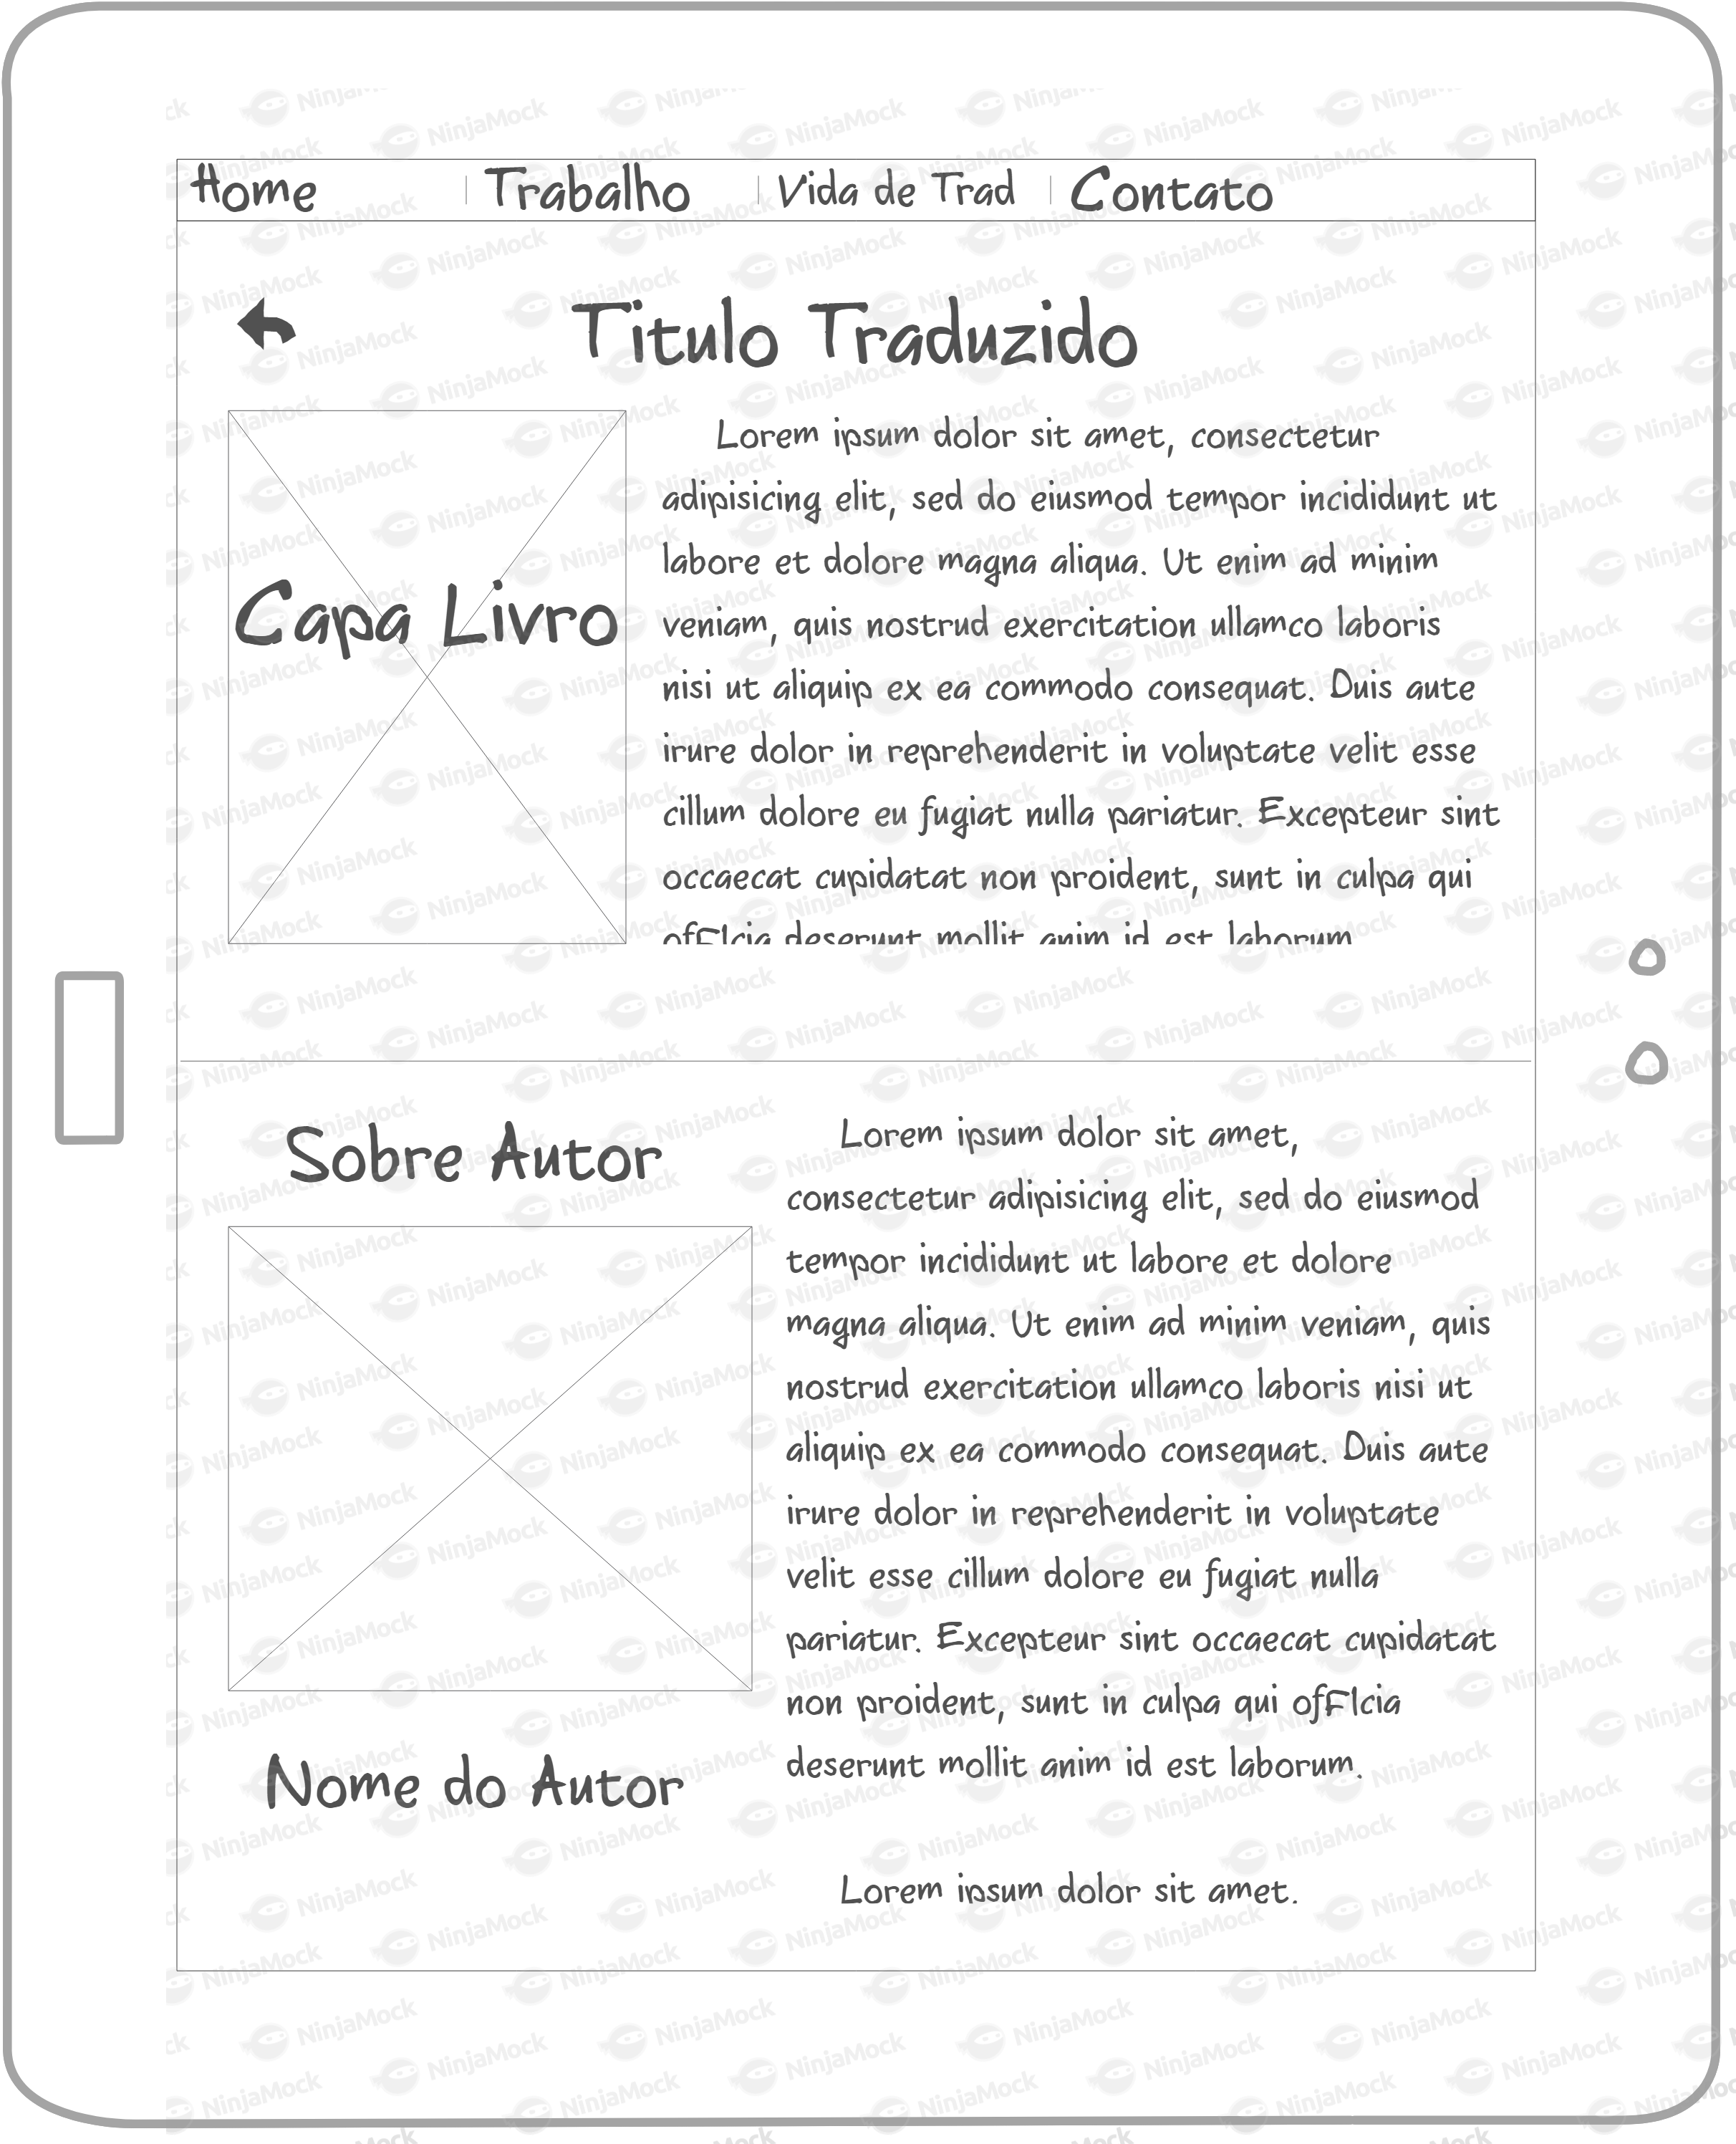 Home Trabalho Vida de Trad Contato
Titulo Traduzido
Capa Livro
Lorem ipsum dolor sit amet, consectetur
adipisicing elit, sed do eiusmod tempor incididunt ut
labore et dolore magna aliqua. Ut enim ad minim
veniam, quis nostrud exercitation ullamco laboris
nisi ut aliquip ex ea commodo consequat. Duis aute
irure dolor in reprehenderit in voluptate velit esse
cillum dolore eu fugiat nulla pariatur. Excepteur sint
occaecat cupidatat non proident, sunt in culpa qui
officia deserunt mollit anim id est laborum
Sobre Autor
Nome do Autor
Lorem ipsum dolor sit amet,
consectetur adipisicing elit, sed do eiusmod
tempor incididunt ut labore et dolore
magna aliqua. Ut enim ad minim veniam, quis
nostrud exercitation ullamco laboris nisi ut
aliquip ex ea commodo consequat. Duis aute
irure dolor in reprehenderit in voluptate
velit esse cillum dolore eu fugiat nulla
pariatur. Excepteur sint occaecat cupidatat
non proident, sunt in culpa qui officia
deserunt mollit anim id est laborum.
Lorem ipsum dolor sit amet,
NinjaMock